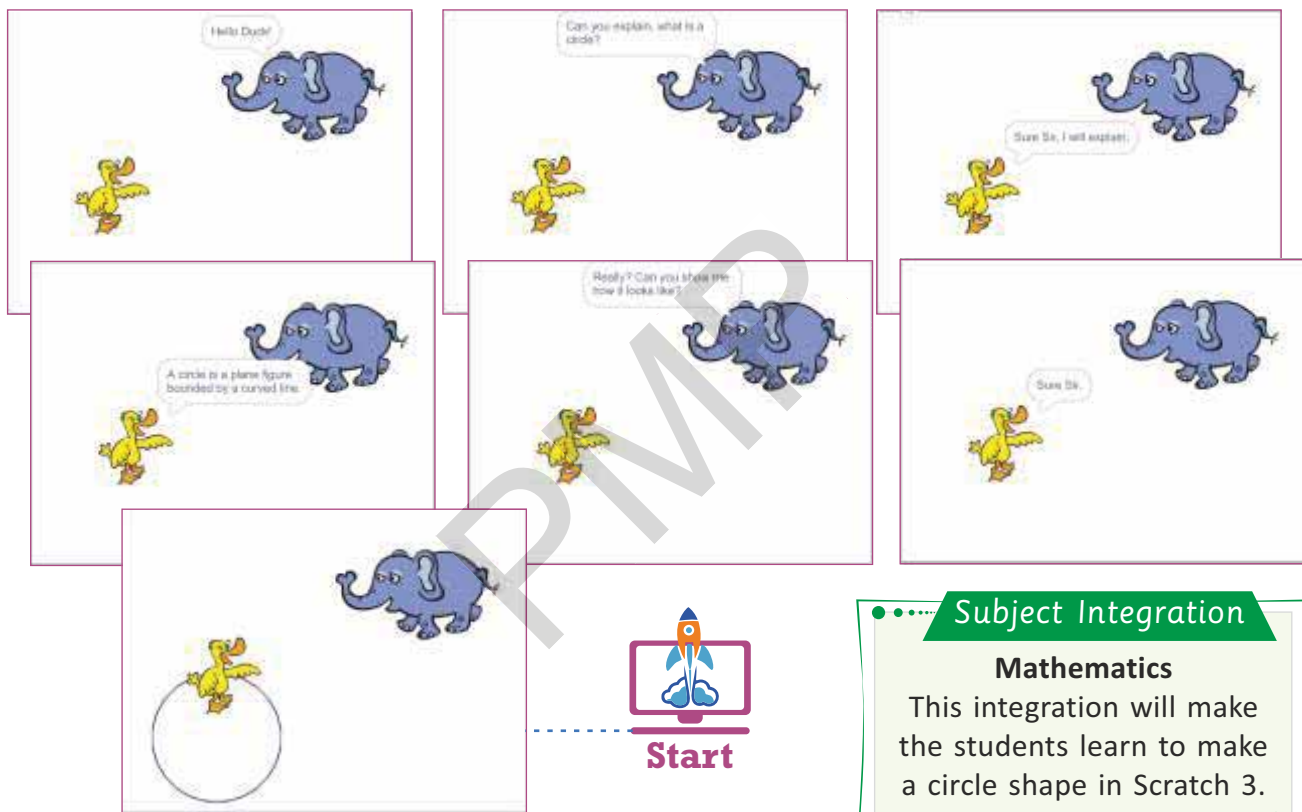 Hello Duck!
Can you explain, what is a
circle?
Sure Sir, I will explain.
A circle is a plane figure
bounded by a curved line.
Really? Can you show me
how it looks like?
Sure Sir.
PMP
Start
Subject Integration
Mathematics
This integration will make
the students learn to make
a circle shape in Scratch 3.